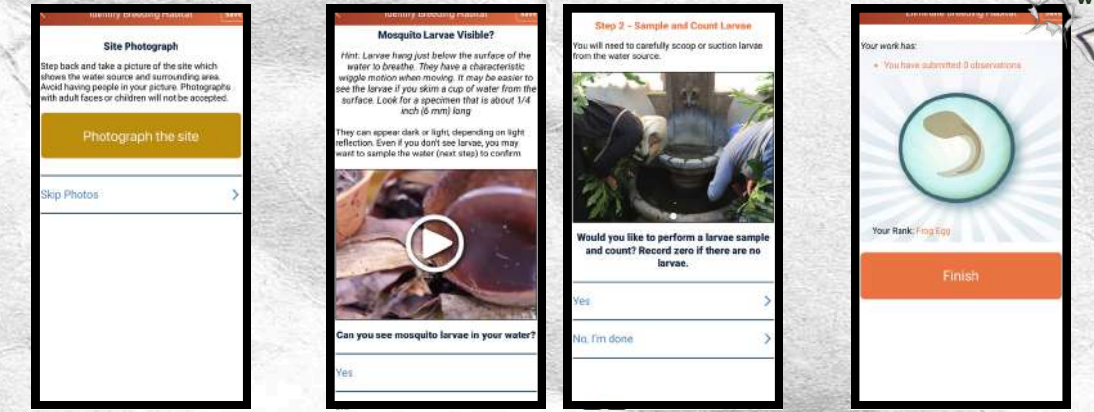 Identify Breeding Habitat
Site Photograph
Step back and take a picture of the site which
shows the water source and surrounding area.
Avoid having people in your picture. Photographs
with adult faces or children will not be accepted.
Photograph the site
Skip Photos
Identify Breeding Habitat
Mosquito Larvae Visible?
Hint: Larvae hang just below the surface of the
water to breathe. They have a characteristic
wiggle motion when moving. It may be easier to
see the larvae if you skim a cup of water from the
surface. Look for a specimen that is about 1/4
inch (6 mm) long
They can appear dark or light, depending on light
reflection. Even if you don't see larvae, you may
want to sample the water (next step) to confirm
Can you see mosquito larvae in your water?
Yes
Step 2 - Sample and Count Larvae
You will need to carefully scoop or suction larvae
from the water source.
Would you like to perform a larvae sample
and count? Record zero if there are no
larvae.
Yes
No, I'm done
Eliminate Breeding Habitat
Your work has:
• You have submitted 0 observations
Your Rank: Frog Egg
Finish